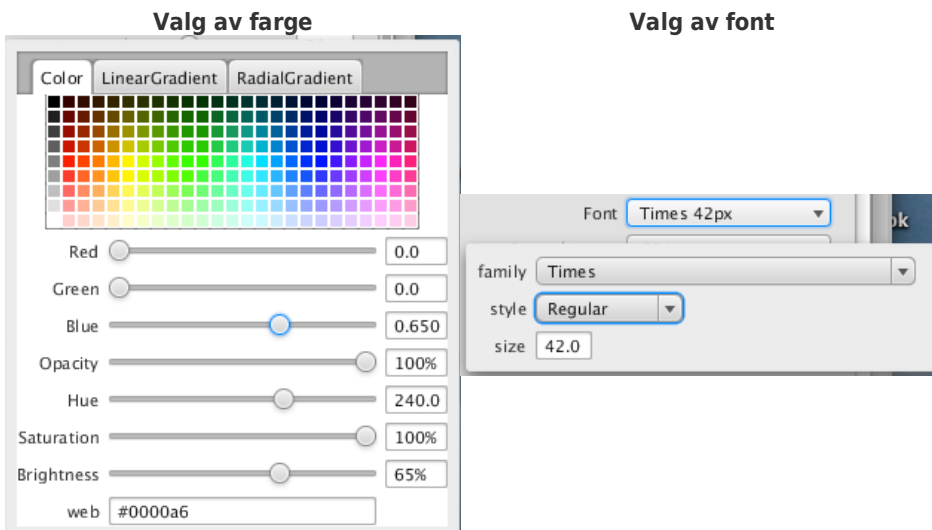 Valg av farge
Valg av font
Color LinearGradient RadialGradient
Red 0.0
Green 0.0
Blue 0.650
Opacity 100%
Hue 240.0
Saturation 100%
Brightness 65%
web #0000a6
Font Times 42px
ok
family Times
style Regular
size 42.0